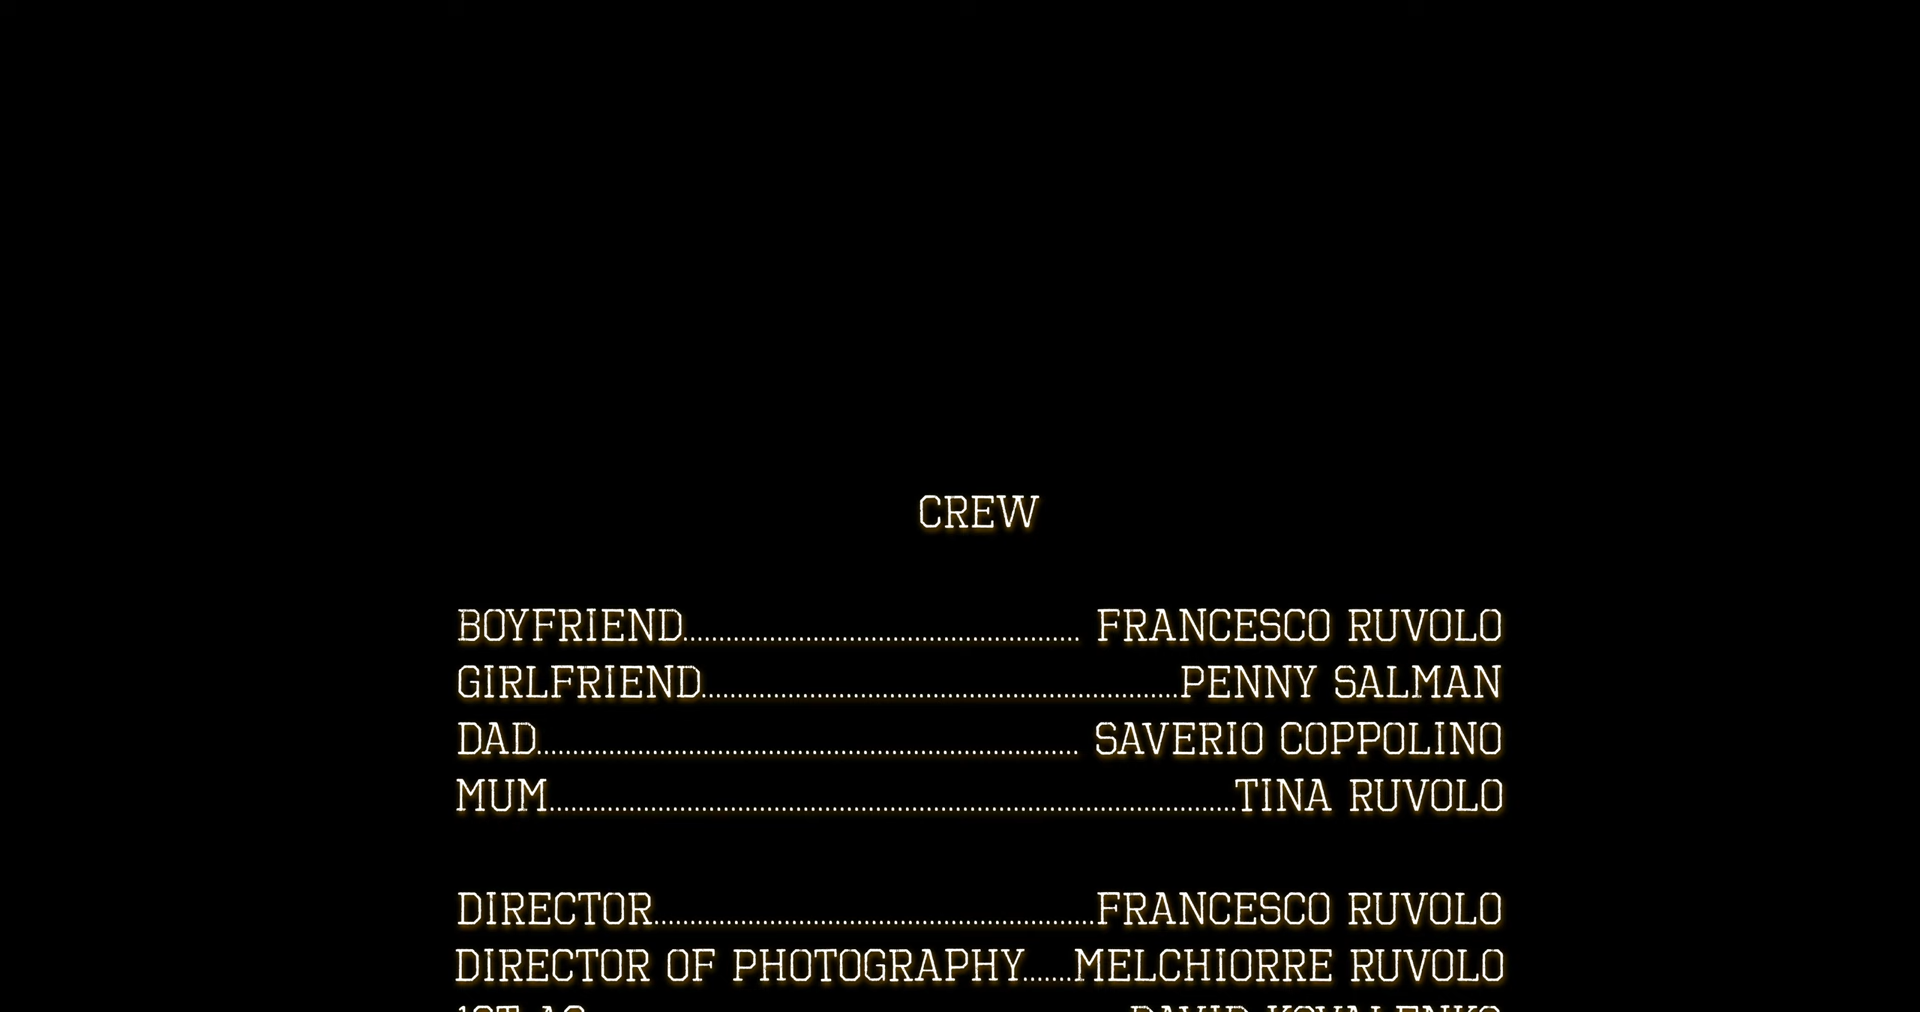 CREW
BOYFRIEND............................................ FRANCESCO RUVOLO
GIRLFRIEND.....................................................PENNY SALMAN
DAD............................................................ SAVERIO COPPOLINO
MUM............................................................................TINA RUVOLO
DIRECTOR.................................................FRANCESCO RUVOLO
DIRECTOR OF PHOTOGRAPHY.......MELCHIORRE RUVOLO